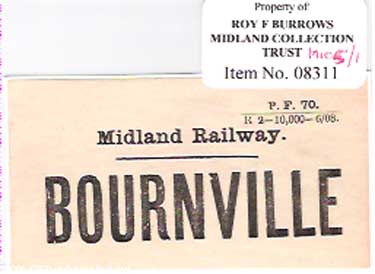 Property of
ROY F BURROWS
MIDLAND COLLECTION
TRUST
Item No. 08311
P. F. 70.
R 2—10,000—6/08.
Midland Railway.
BOURNVILLE